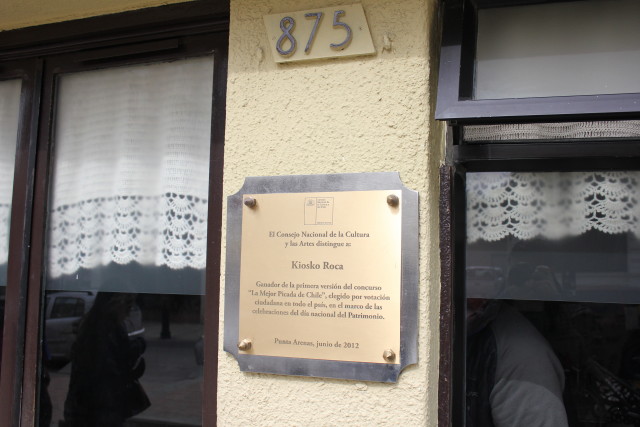 875
El Consejo Nacional de la Cultura
y las Artes distingue a:
Kiosko Roca
Ganador de la primera versión del concurso
"La Mejor Picada de Chile", elegido por votación
ciudadana en todo el país, en el marco de las
celebraciones del día nacional del Patrimonio.
Punta Arenas, junio de 2012